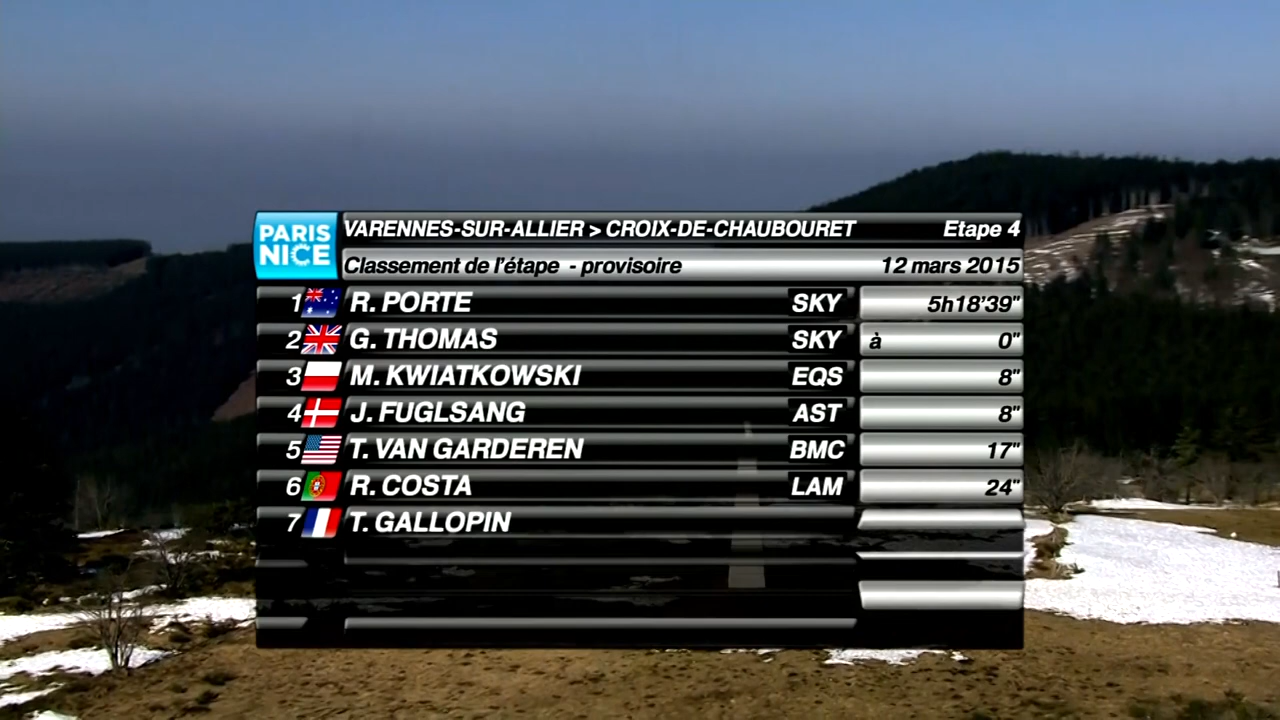 PARIS
NICE
VARENNES-SUR-ALLIER > CROIX-DE-CHAUBOURET Etape 4
Classement de l'étape - provisoire 12 mars 2015
1 R. PORTE SKY 5h18'39"
2 G. THOMAS SKY à 0"
3 M. KWIATKOWSKI EQS 8"
4 J. FUGLSANG AST 8"
5 T. VAN GARDEREN BMC 17"
6 R. COSTA LAM 24"
7 T. GALLOPIN